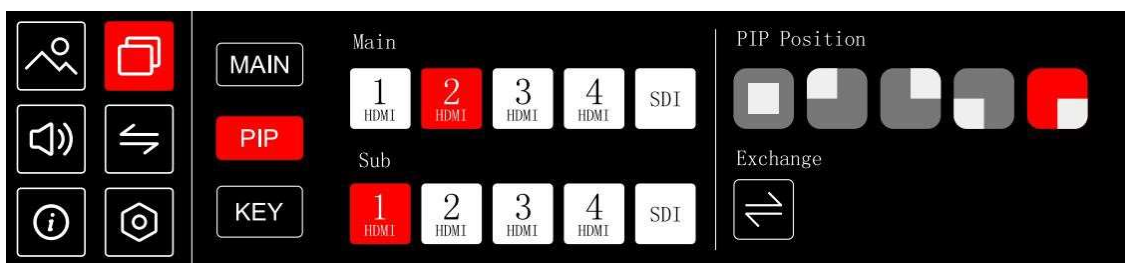 MAIN
PIP
KEY
Main
1 HDMI
2 HDMI
3 HDMI
4 HDMI
SDI
Sub
1 HDMI
2 HDMI
3 HDMI
4 HDMI
SDI
PIP Position
Exchange
i